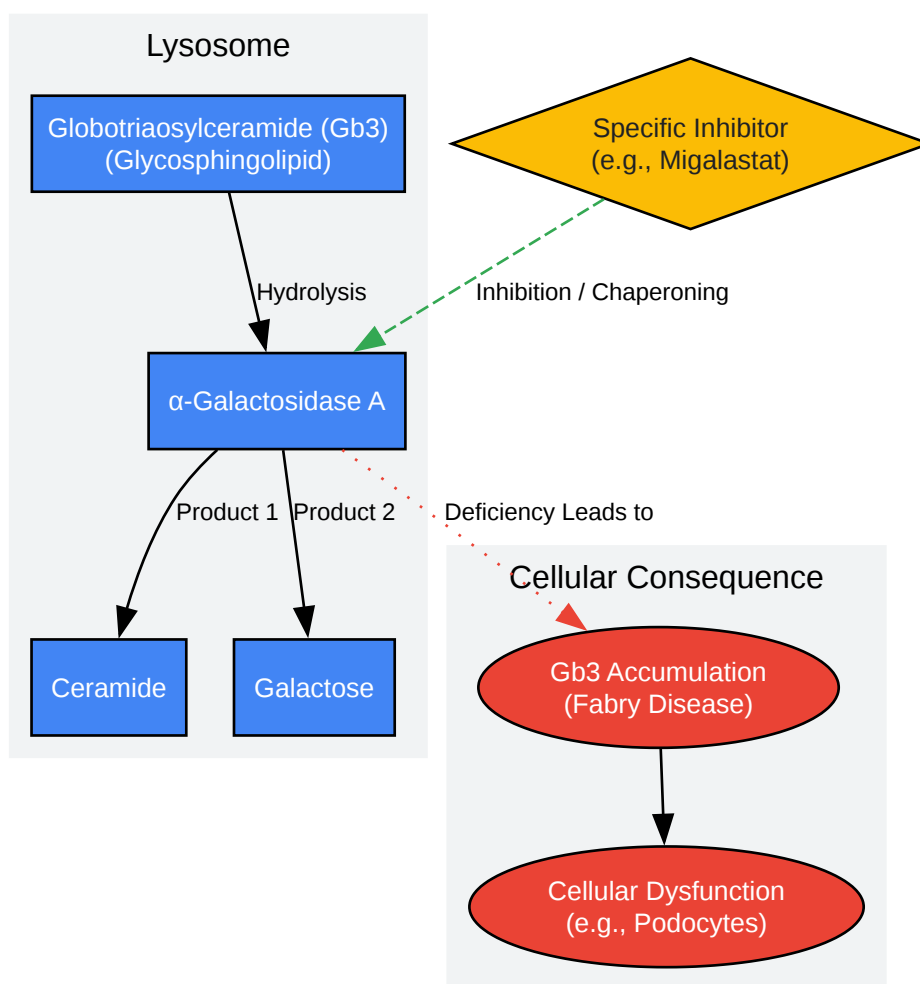 Lysosome
Globotriaosylceramide (Gb3)
(Glycosphingolipid)
Specific Inhibitor
(e.g., Migalastat)
Hydrolysis
Inhibition / Chaperoning
α-Galactosidase A
Product 1
Product 2
Deficiency Leads to
Cellular Consequence
Ceramide
Galactose
Gb3 Accumulation
(Fabry Disease)
Cellular Dysfunction
(e.g., Podocytes)